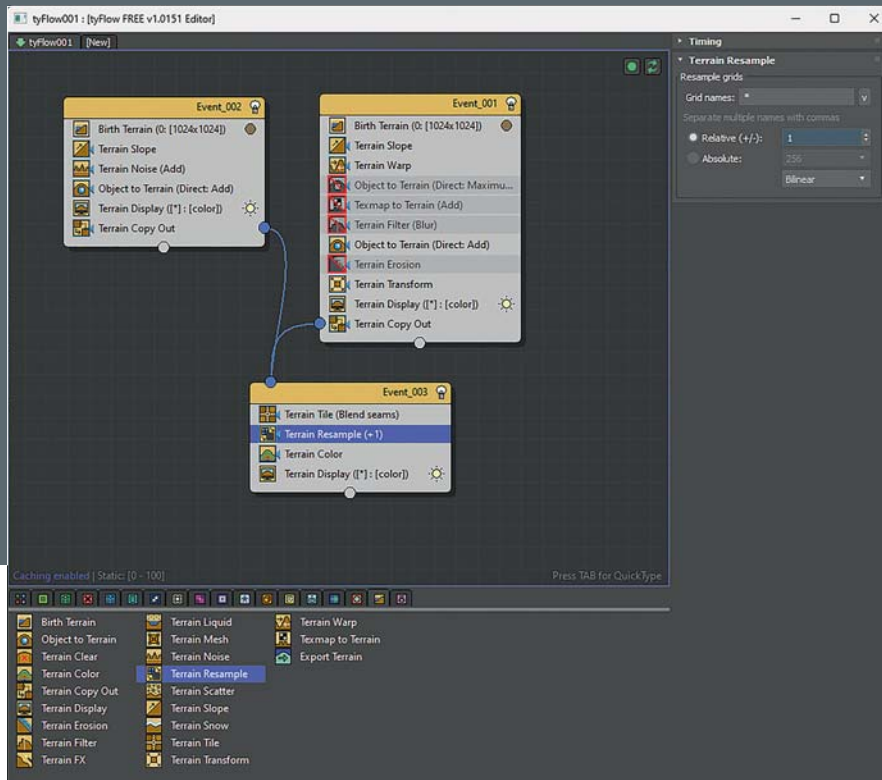 tyFlow001 : [tyFlow FREE v1.0151 Editor]
tyFlow001 [New]
Event_002
Birth Terrain (0: [1024x1024])
Terrain Slope
Terrain Noise (Add)
Object to Terrain (Direct: Add)
Terrain Display ([*] : [color])
Terrain Copy Out
Event_001
Birth Terrain (0: [1024x1024])
Terrain Slope
Terrain Warp
Object to Terrain (Direct: Maximu...
Texmap to Terrain (Add)
Terrain Filter (Blur)
Object to Terrain (Direct: Add)
Terrain Erosion
Terrain Transform
Terrain Display ([*] : [color])
Terrain Copy Out
Event_003
Terrain Tile (Blend seams)
Terrain Resample (+1)
Terrain Color
Terrain Display ([*] : [color])
Caching enabled | Static: [0 - 100]
Press TAB for QuickType
Timing
Terrain Resample
Resample grids
Grid names: * v
Separate multiple names with commas
Relative (+/-): 1
Absolute: 256
Bilinear
Birth Terrain
Object to Terrain
Terrain Clear
Terrain Color
Terrain Copy Out
Terrain Display
Terrain Erosion
Terrain Filter
Terrain FX
Terrain Liquid
Terrain Mesh
Terrain Noise
Terrain Resample
Terrain Scatter
Terrain Slope
Terrain Snow
Terrain Tile
Terrain Transform
Terrain Warp
Texmap to Terrain
Export Terrain